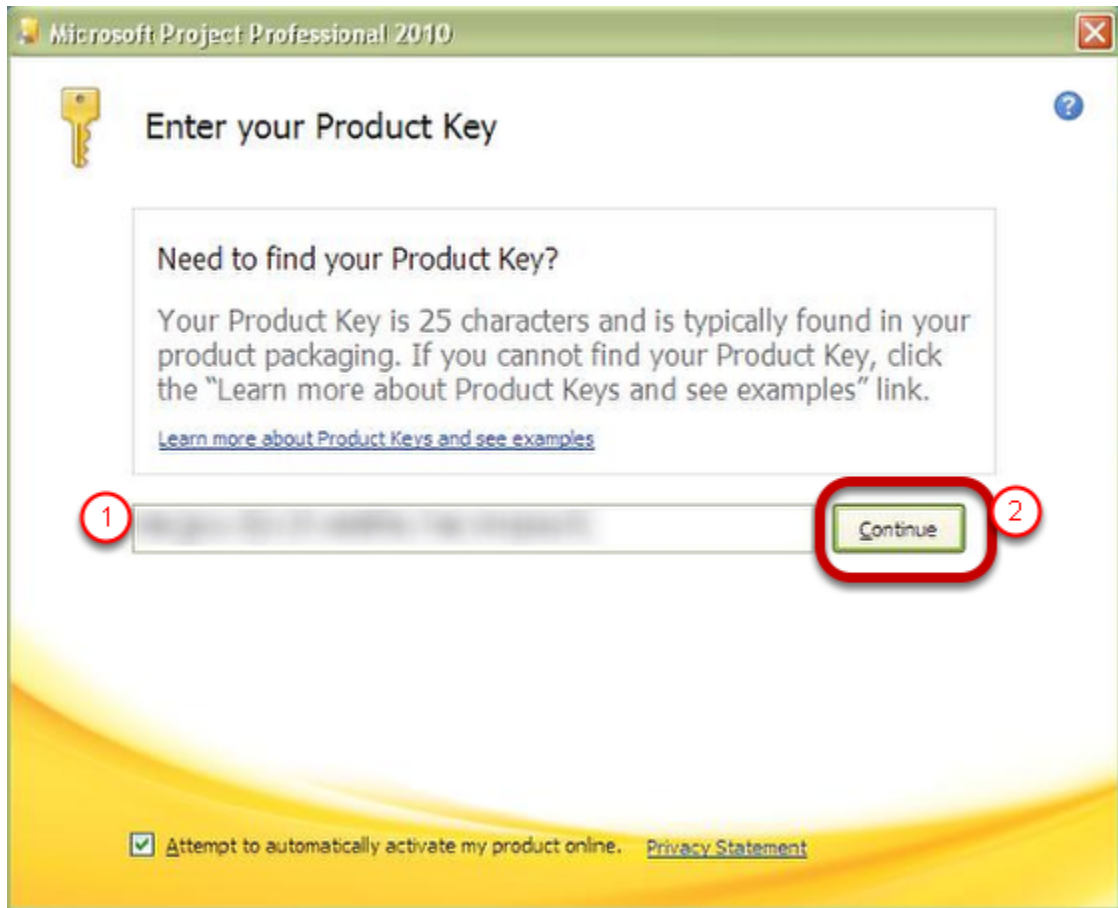 Microsoft Project Professional 2010
Enter your Product Key
?
Need to find your Product Key?
Your Product Key is 25 characters and is typically found in your
product packaging. If you cannot find your Product Key, click
the “Learn more about Product Keys and see examples” link.
Learn more about Product Keys and see examples
1
Continue
2
Attempt to automatically activate my product online. Privacy Statement